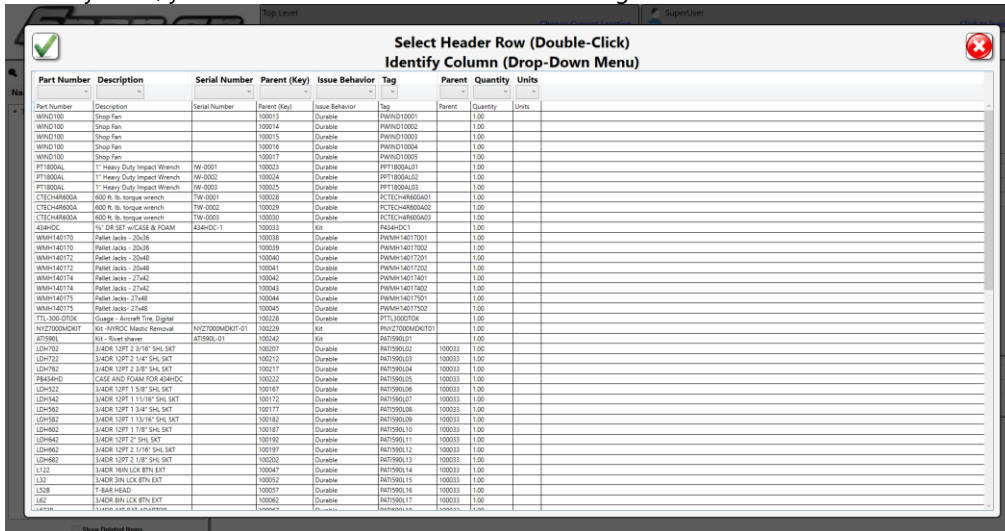 Top Level
SuperUser
Change Current Location
Select Header Row (Double-Click)
Identify Column (Drop-Down Menu)
Part Number Description Serial Number Parent (Key) Issue Behavior Tag Parent Quantity Units
Part Number Description Serial Number Parent (Key) Issue Behavior Tag Parent Quantity Units
WIND100 Shop Fan 100013 Durable PWIND10001 1.00
WIND100 Shop Fan 100014 Durable PWIND10002 1.00
WIND100 Shop Fan 100015 Durable PWIND10003 1.00
WIND100 Shop Fan 100016 Durable PWIND10004 1.00
WIND100 Shop Fan 100017 Durable PWIND10005 1.00
PT1800AL 1" Heavy Duty Impact Wrench IW-0001 100023 Durable PPT1800AL01 1.00
PT1800AL 1" Heavy Duty Impact Wrench IW-0002 100024 Durable PPT1800AL02 1.00
PT1800AL 1" Heavy Duty Impact Wrench IW-0003 100025 Durable PPT1800AL03 1.00
CTECH4R600A 600 ft. lb. torque wrench TW-0001 100028 Durable PCTECH4R600A01 1.00
CTECH4R600A 600 ft. lb. torque wrench TW-0002 100029 Durable PCTECH4R600A02 1.00
CTECH4R600A 600 ft. lb. torque wrench TW-0003 100030 Durable PCTECH4R600A03 1.00
434HDC ¾" DR SET w/CASE & FOAM 434HDC-1 100033 Kit P434HDC1 1.00
WMH140170 Pallet Jacks - 20x36 100038 Durable PWMH14017001 1.00
WMH140170 Pallet Jacks - 20x36 100039 Durable PWMH14017002 1.00
WMH140172 Pallet Jacks - 20x48 100040 Durable PWMH14017201 1.00
WMH140172 Pallet Jacks - 20x48 100041 Durable PWMH14017202 1.00
WMH140174 Pallet Jacks - 27x42 100042 Durable PWMH14017401 1.00
WMH140174 Pallet Jacks - 27x42 100043 Durable PWMH14017402 1.00
WMH140175 Pallet Jacks- 27x48 100044 Durable PWMH14017501 1.00
WMH140175 Pallet Jacks- 27x48 100045 Durable PWMH14017502 1.00
TTL-300-DTOK Guage - Aircraft Tire, Digital 100228 Durable PTTL300DTOK 1.00
NYZ7000MDKIT Kit -NYROC Mastic Removal NYZ7000MDKIT-01 100229 Kit PNYZ7000MDKIT01 1.00
ATI590L Kit - Rivet shaver ATI590L-01 100242 Kit PATI590L01 1.00
LDH702 3/4DR 12PT 2 3/16" SHL SKT 100207 Durable PATI590L02 100033 1.00
LDH722 3/4DR 12PT 2 1/4" SHL SKT 100212 Durable PATI590L03 100033 1.00
LDH762 3/4DR 12PT 2 3/8" SHL SKT 100217 Durable PATI590L04 100033 1.00
PB434HD CASE AND FOAM FOR 434HDC 100222 Durable PATI590L05 100033 1.00
LDH522 3/4DR 12PT 1 5/8" SHL SKT 100167 Durable PATI590L06 100033 1.00
LDH542 3/4DR 12PT 1 11/16" SHL SKT 100172 Durable PATI590L07 100033 1.00
LDH562 3/4DR 12PT 1 3/4" SHL SKT 100177 Durable PATI590L08 100033 1.00
LDH582 3/4DR 12PT 1 13/16" SHL SKT 100182 Durable PATI590L09 100033 1.00
LDH602 3/4DR 12PT 1 7/8" SHL SKT 100187 Durable PATI590L10 100033 1.00
LDH642 3/4DR 12PT 2" SHL SKT 100192 Durable PATI590L11 100033 1.00
LDH662 3/4DR 12PT 2 1/16" SHL SKT 100197 Durable PATI590L12 100033 1.00
LDH682 3/4DR 12PT 2 1/8" SHL SKT 100202 Durable PATI590L13 100033 1.00
L122 3/4DR 16IN LCK BTN EXT 100047 Durable PATI590L14 100033 1.00
L32 3/4DR 3IN LCK BTN EXT 100052 Durable PATI590L15 100033 1.00
L52B T-BAR HEAD 100057 Durable PATI590L16 100033 1.00
L62 3/4DR 8IN LCK BTN EXT 100062 Durable PATI590L17 100033 1.00
Show Deleted Items